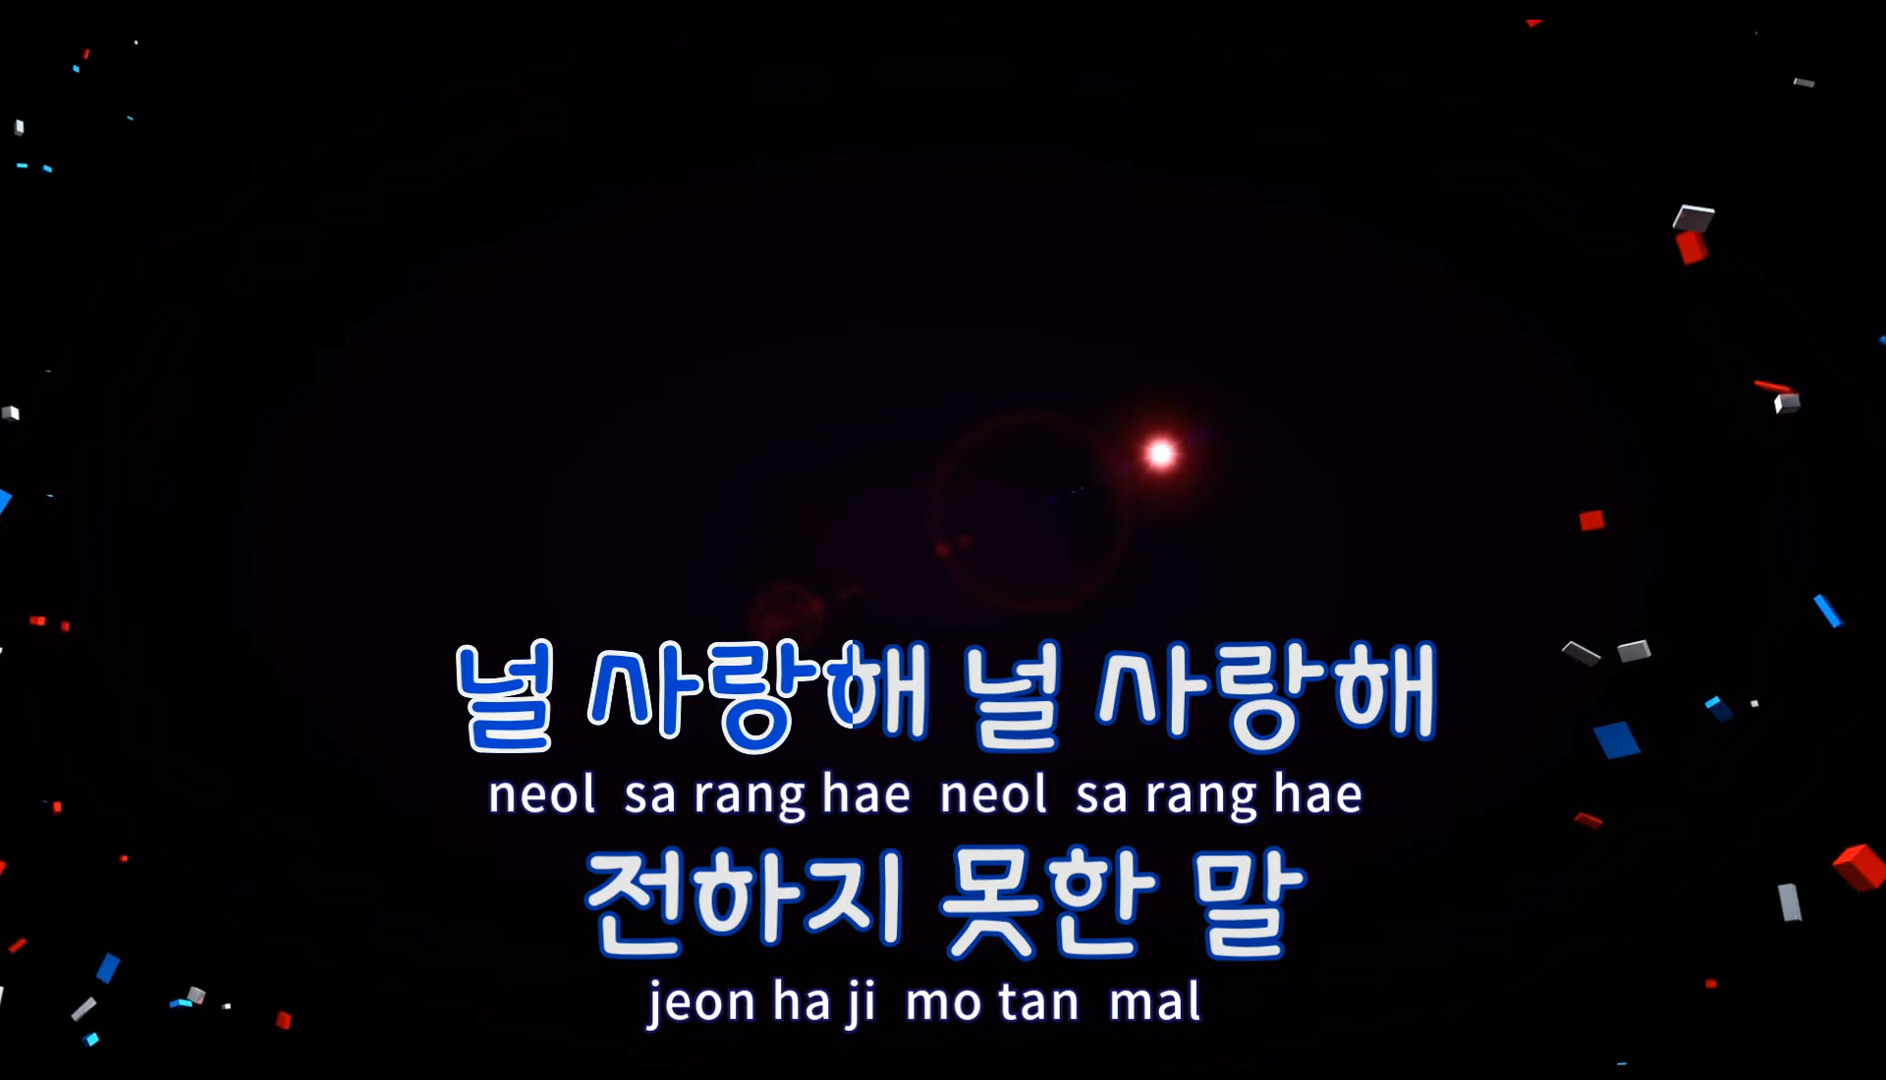 널 사랑해 널 사랑해
neol sa rang hae neol sa rang hae
전하지 못한 말
jeon ha ji mo tan mal